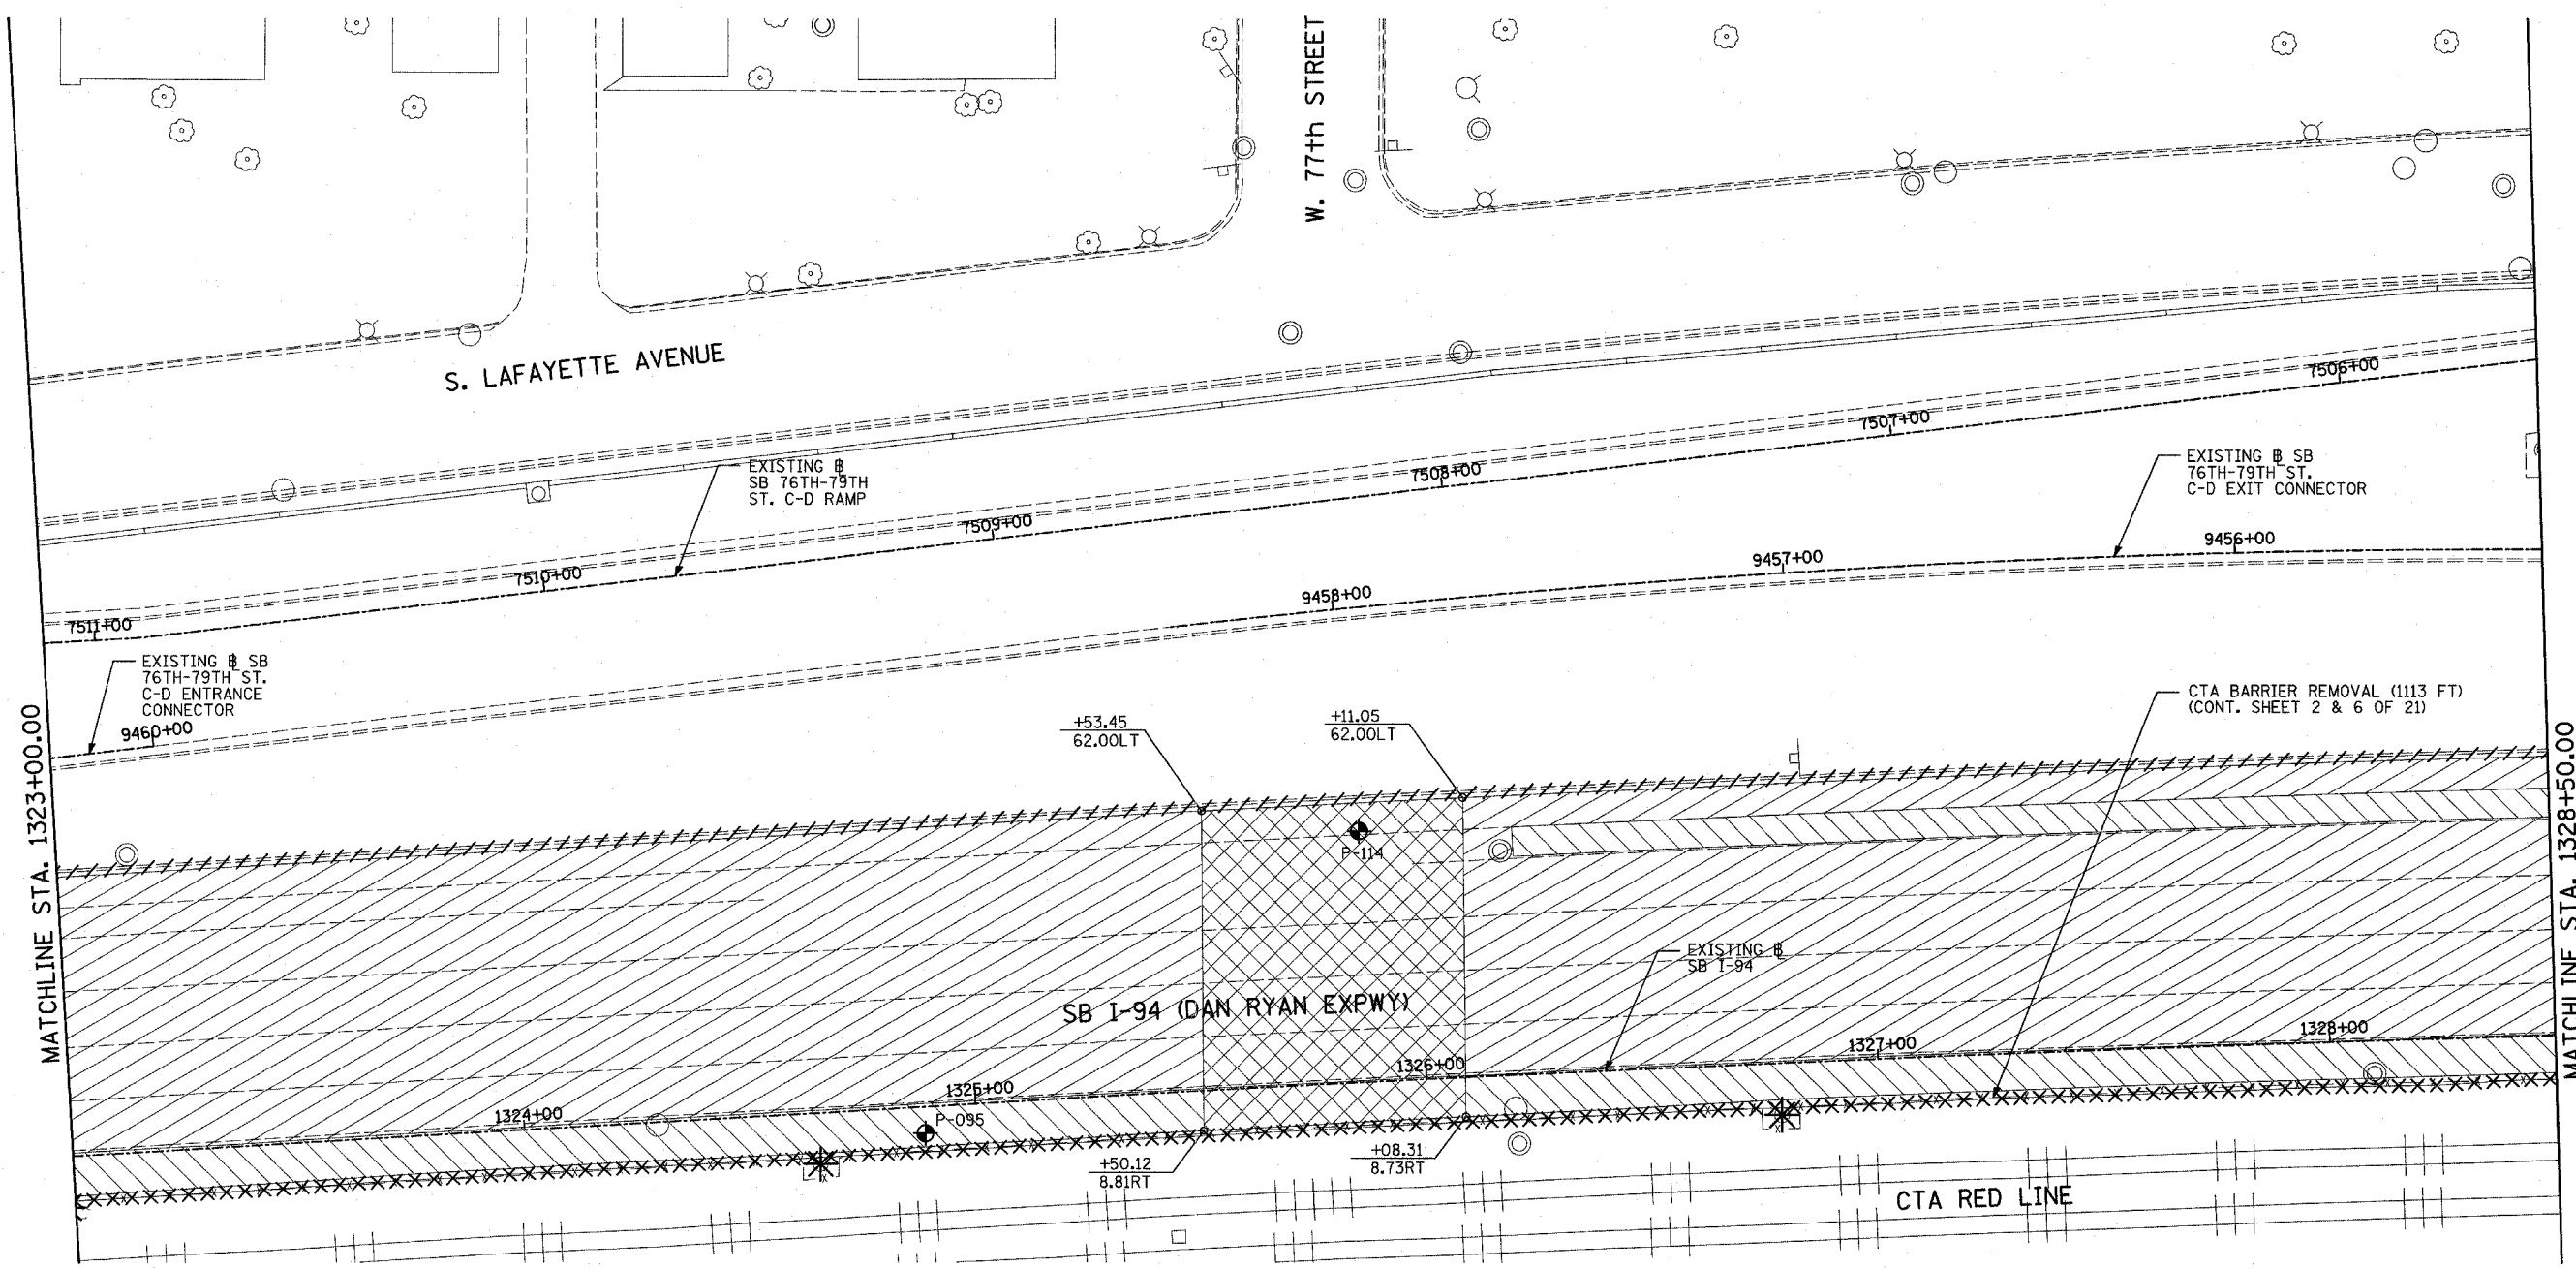 W. 77th STREET
S. LAFAYETTE AVENUE
7506+00
7507+00
7508+00
7509+00
7510+00
7511+00
EXISTING ⅊ SB
76TH-79TH ST.
C-D EXIT CONNECTOR
EXISTING ⅊
SB 76TH-79TH
ST. C-D RAMP
9456+00
9457+00
9458+00
9460+00
EXISTING ⅊ SB
76TH-79TH ST.
C-D ENTRANCE
CONNECTOR
CTA BARRIER REMOVAL (1113 FT)
(CONT. SHEET 2 & 6 OF 21)
+53.45
62.00LT
+11.05
62.00LT
MATCHLINE STA. 1323+00.00
MATCHLINE STA. 1328+50.00
P-114
EXISTING ⅊
SB I-94
SB I-94 (DAN RYAN EXPWY)
1328+00
1327+00
1326+00
1325+00
1324+00
P-095
+50.12
8.81RT
+08.31
8.73RT
CTA RED LINE